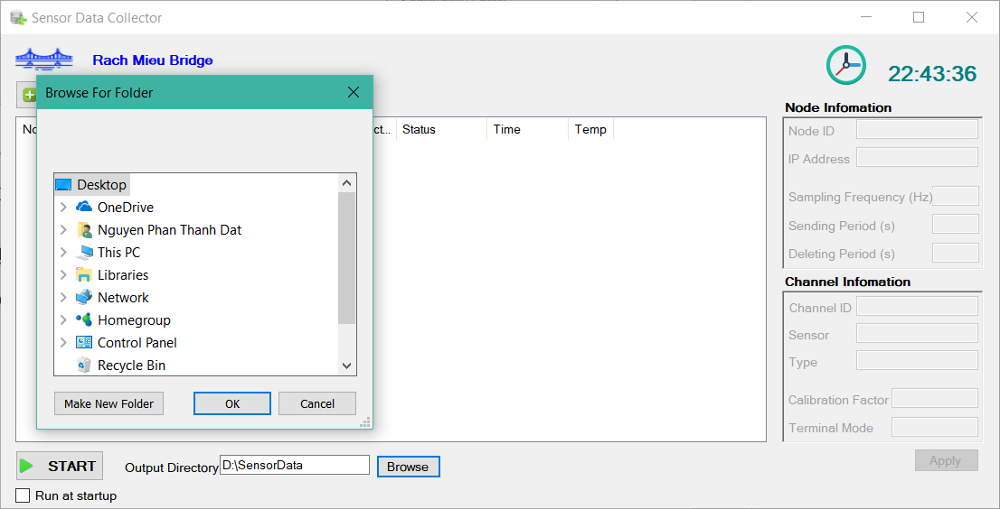 Sensor Data Collector
Rach Mieu Bridge
22:43:36
Browse For Folder
Desktop
OneDrive
Nguyen Phan Thanh Dat
This PC
Libraries
Network
Homegroup
Control Panel
Recycle Bin
Make New Folder OK Cancel
Status Time Temp
Node Infomation
Node ID
IP Address
Sampling Frequency (Hz)
Sending Period (s)
Deleting Period (s)
Channel Infomation
Channel ID
Sensor
Type
Calibration Factor
Terminal Mode
Apply
START Output Directory D:\SensorData Browse
Run at startup